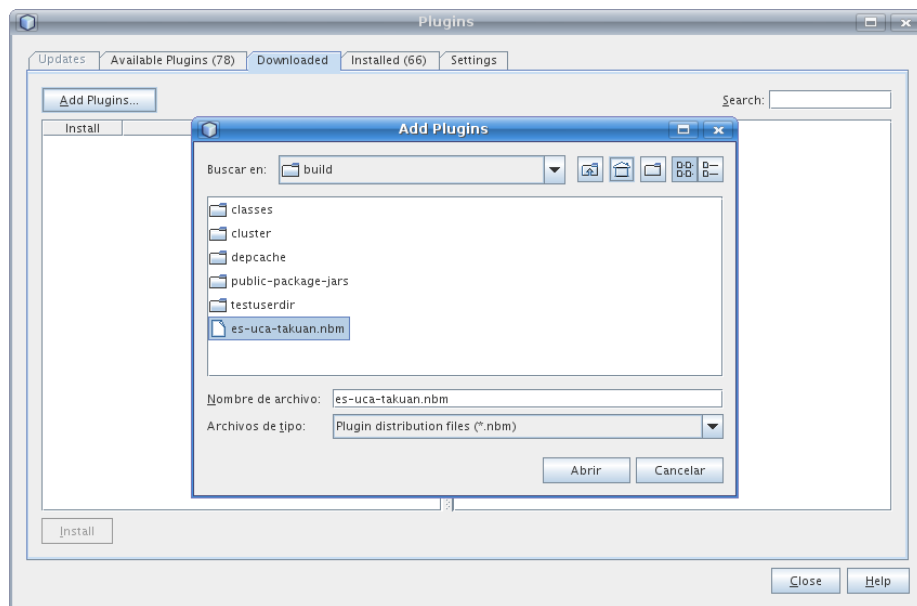 Plugins
Updates Available Plugins (78) Downloaded Installed (66) Settings
Add Plugins... Search:
Install
Add Plugins
Buscar en: build
classes
cluster
depcache
public-package-jars
testuserdir
es-uca-takuan.nbm
Nombre de archivo: es-uca-takuan.nbm
Archivos de tipo: Plugin distribution files (*.nbm)
Abrir Cancelar
Install
Close Help